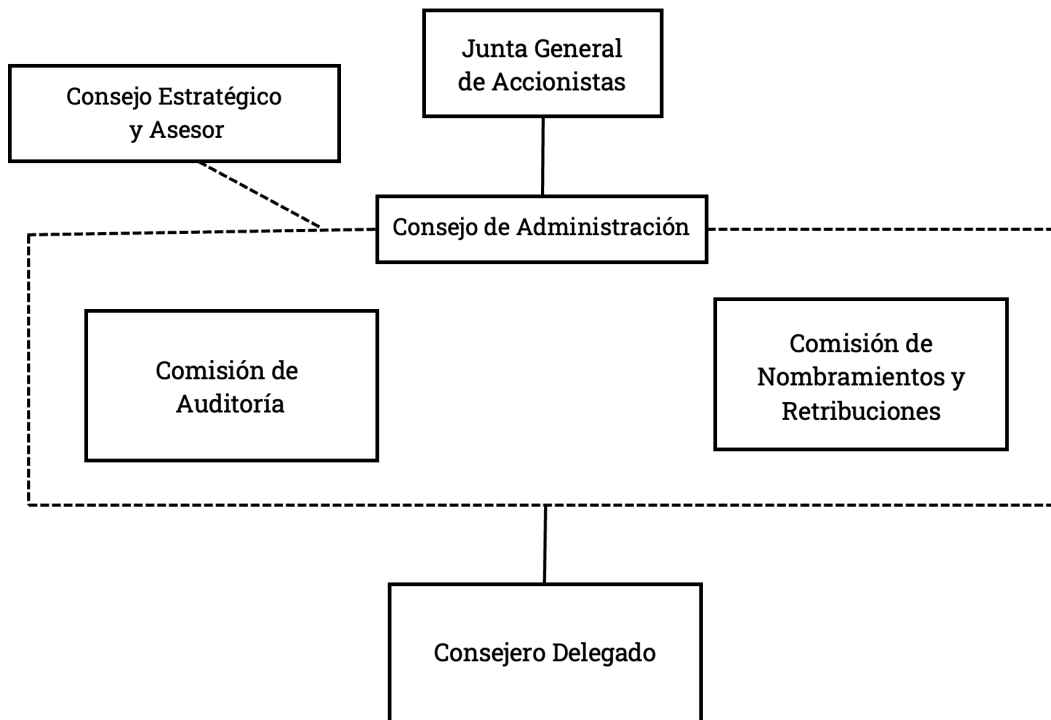 Junta General
de Accionistas
Consejo Estratégico
y Asesor
Consejo de Administración
Comisión de
Auditoría
Comisión de
Nombramientos y
Retribuciones
Consejero Delegado